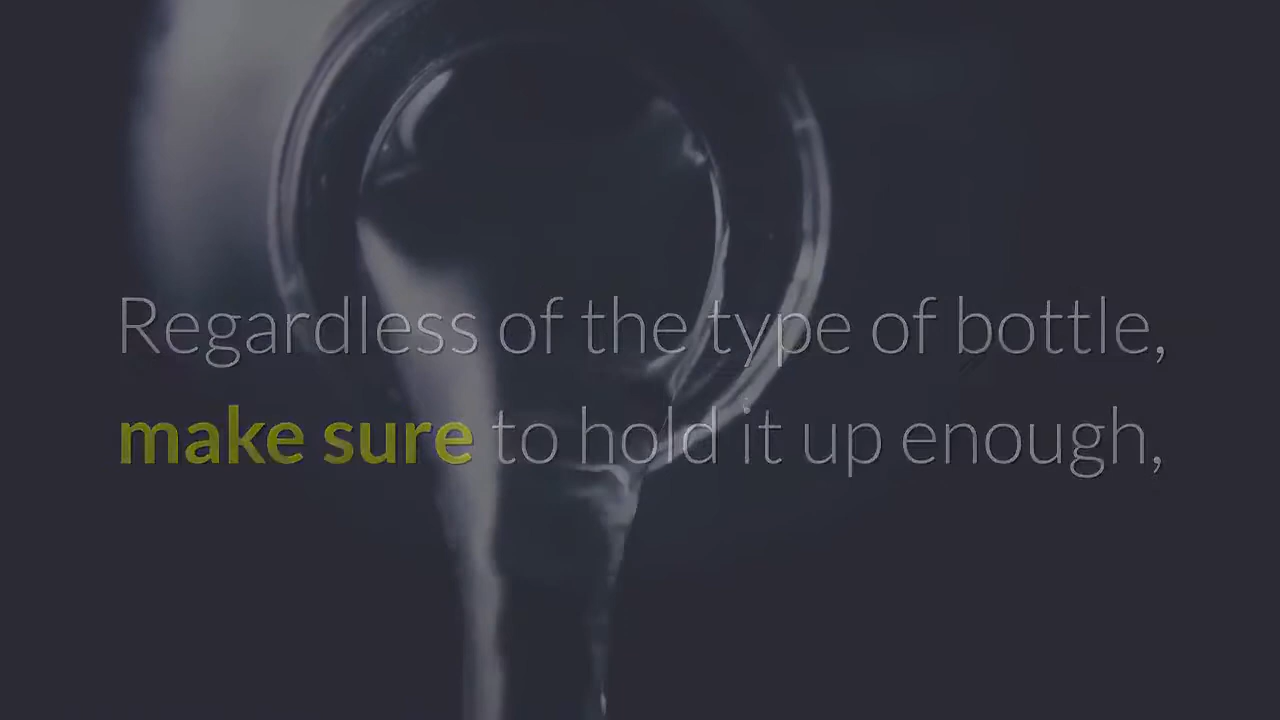 Regardless of the type of bottle,
make sure to hold it up enough,